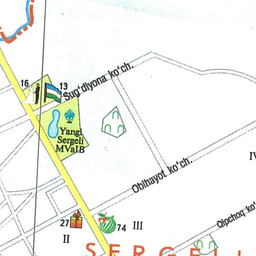 16
13
Sug'diyona ko'ch.
Yangi
Sergeli
MVaIB
Obihayot ko'ch.
IV
27
74
III
II
Qipchoq ko'
SERGELI